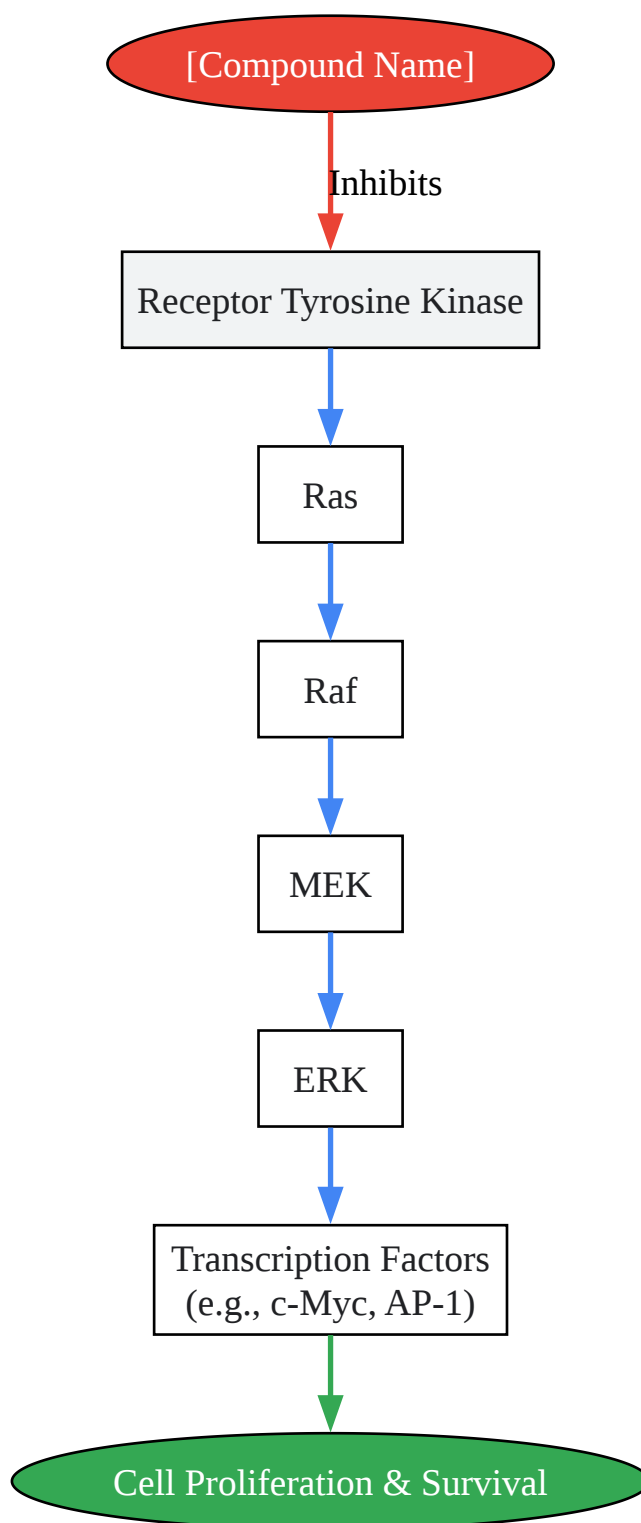 [Compound Name]
Inhibits
Receptor Tyrosine Kinase
Ras
Raf
MEK
ERK
Transcription Factors
(e.g., c-Myc, AP-1)
Cell Proliferation & Survival